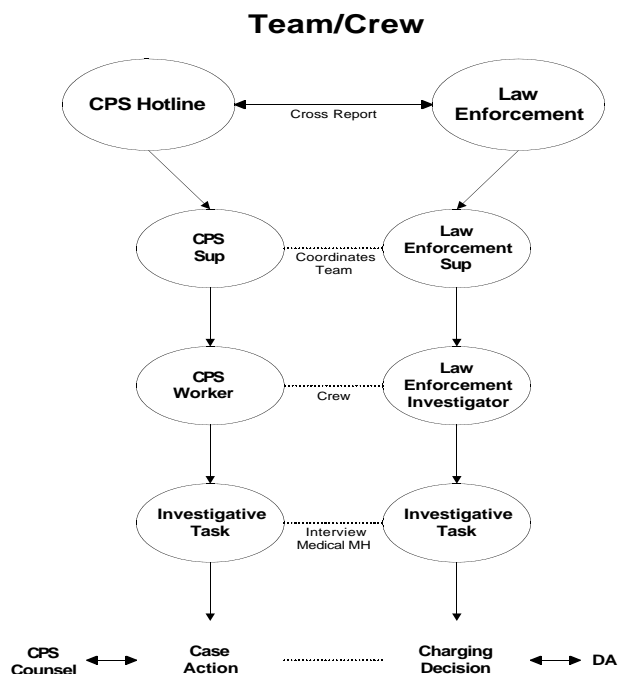 Team/Crew
CPS Hotline
Cross Report
Law
Enforcement
CPS
Sup
Coordinates
Team
Law
Enforcement
Sup
CPS
Worker
Crew
Law
Enforcement
Investigator
Investigative
Task
Interview
Medical MH
Investigative
Task
CPS
Counsel
Case
Action
Charging
Decision
DA